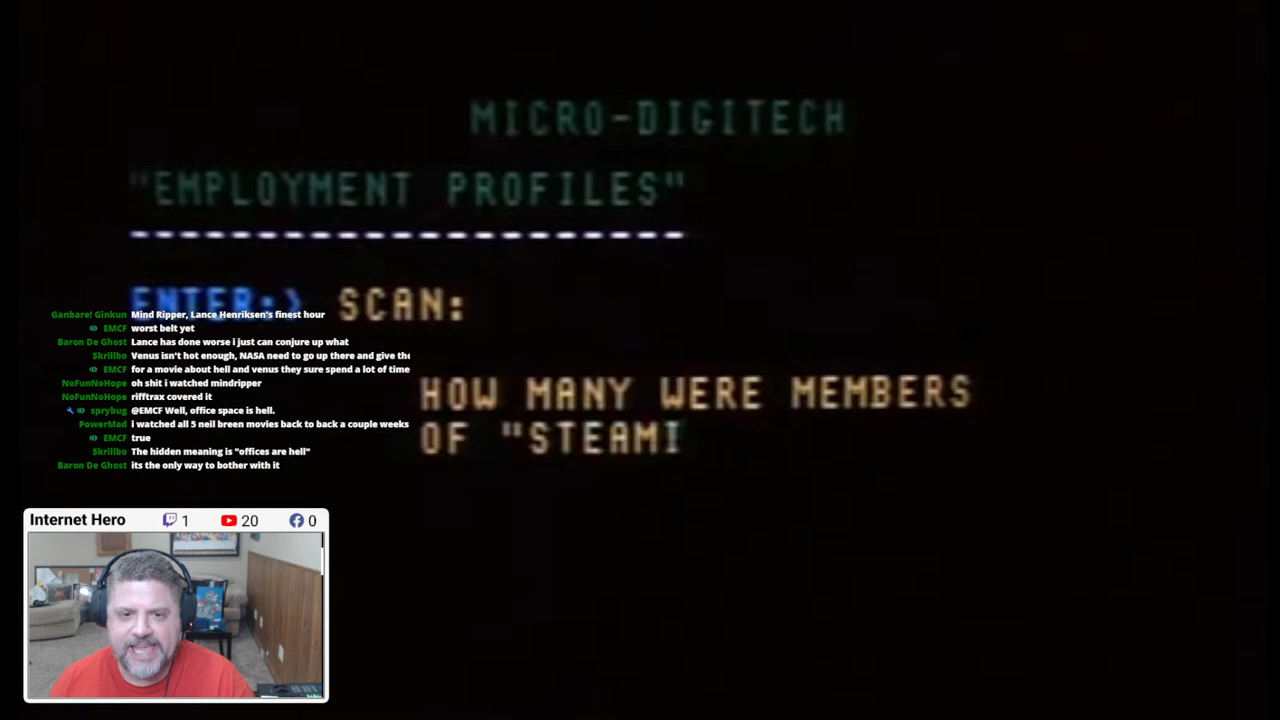 MICRO-DIGITECH
"EMPLOYMENT PROFILES"
ENTER:> SCAN:
HOW MANY WERE MEMBERS
OF "STEAMI
Ganbare! Ginkun Mind Ripper, Lance Henriksen's finest hour
EMCF worst belt yet
Baron De Ghost Lance has done worse i just can conjure up what
Skrillbo Venus isn't hot enough, NASA need to go up there and give the
EMCF for a movie about hell and venus they sure spend a lot of time
NoFunNoHope oh shit i watched mindripper
NoFunNoHope rifftrax covered it
sprybug @EMCF Well, office space is hell.
PowerMad i watched all 5 neil breen movies back to back a couple weeks
EMCF true
Skrillbo The hidden meaning is "offices are hell"
Baron De Ghost its the only way to bother with it
Internet Hero 1 20 0